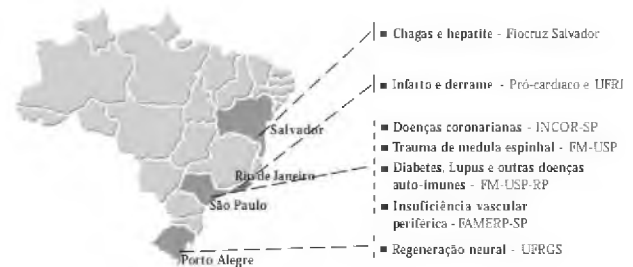 ■ Chagas e hepatite - Fiocruz Salvador
■ Infarto e derrame - Pró-cardíaco e UFRJ
■ Doenças coronarianas - INCOR-SP
■ Trauma de medula espinhal - FM-USP
■ Diabetes, Lupus e outras doenças
auto-imunes - FM-USP-RP
■ Insuficiência vascular
periférica - FAMERP-SP
■ Regeneração neural - UFRGS
Salvador
Rio de Janeiro
São Paulo
Porto Alegre